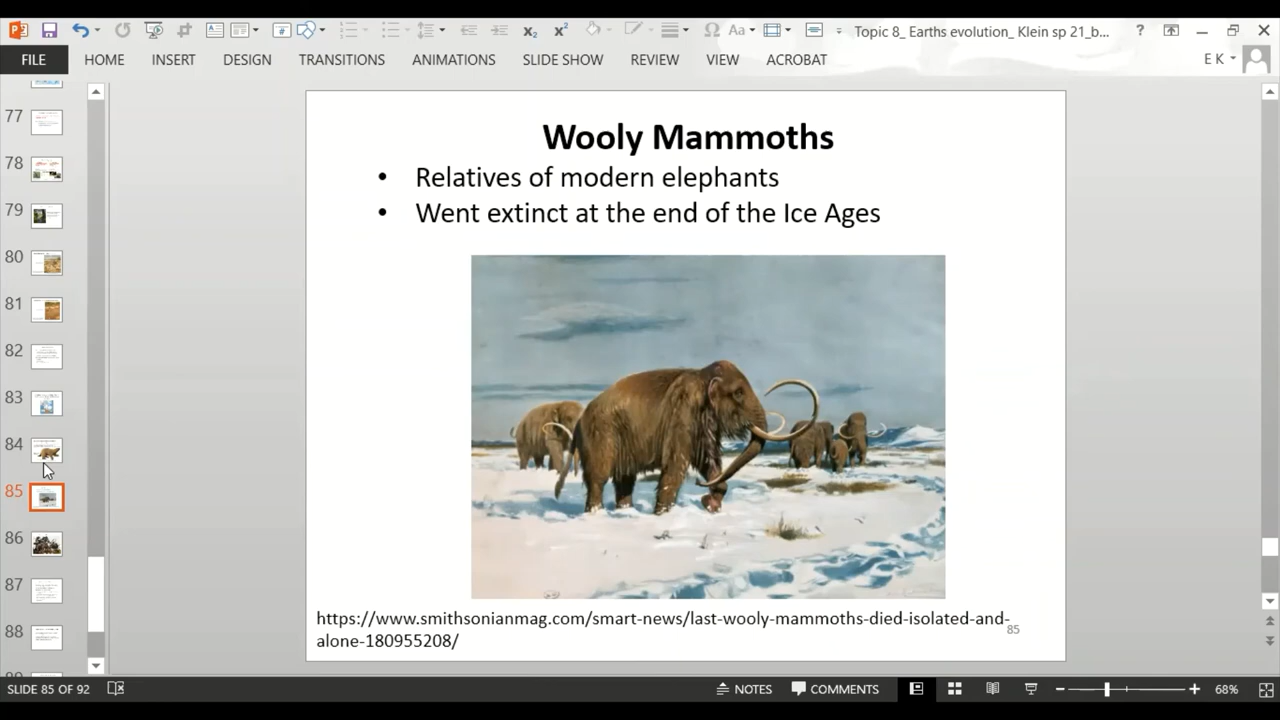 Topic 8_ Earths evolution_ Klein sp 21_b...
FILE
HOME
INSERT
DESIGN
TRANSITIONS
ANIMATIONS
SLIDE SHOW
REVIEW
VIEW
ACROBAT
E K
77
78
79
80
81
82
83
84
85
86
87
88
Wooly Mammoths
• Relatives of modern elephants
• Went extinct at the end of the Ice Ages
https://www.smithsonianmag.com/smart-news/last-wooly-mammoths-died-isolated-and-
alone-180955208/
85
SLIDE 85 OF 92
NOTES
COMMENTS
68%